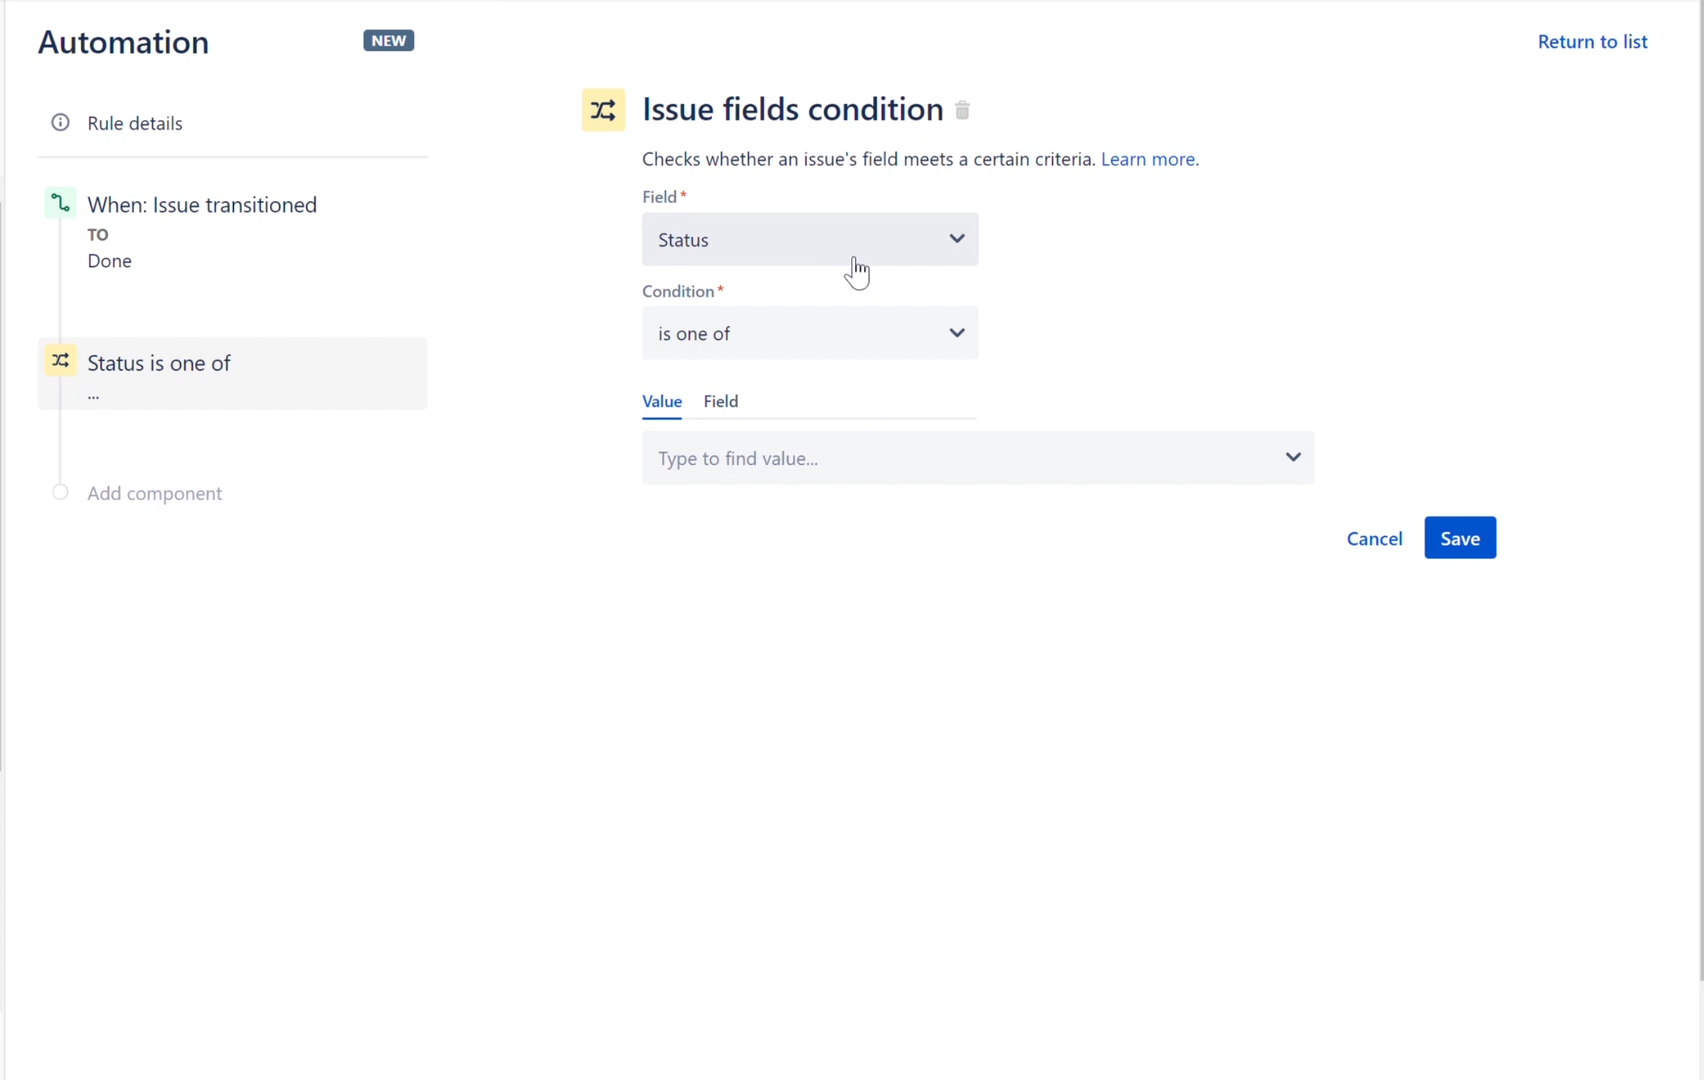 Automation
NEW
Return to list
Rule details
When: Issue transitioned
TO
Done
Status is one of
...
Add component
Issue fields condition
Checks whether an issue's field meets a certain criteria. Learn more.
Field*
Status
Condition*
is one of
Value Field
Type to find value...
Cancel Save